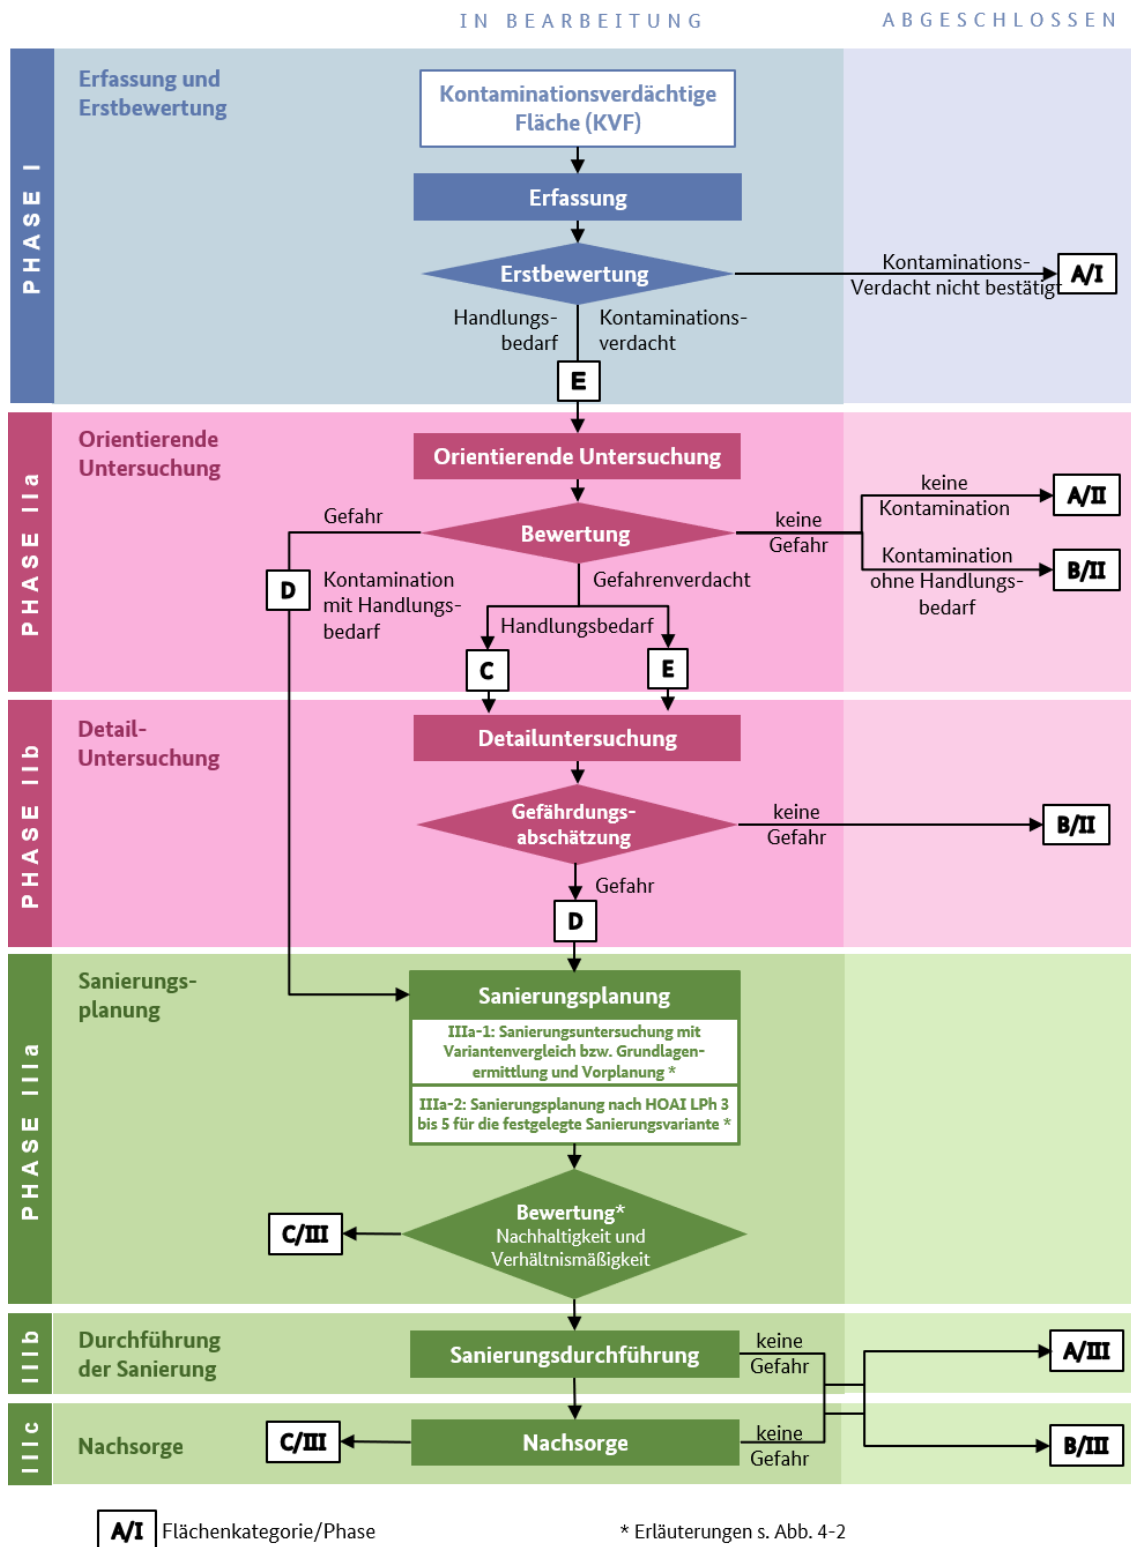 IN BEARBEITUNG
ABGESCHLOSSEN
PHASE I
Erfassung und
Erstbewertung
Kontaminationsverdächtige
Fläche (KVF)
Erfassung
Erstbewertung
Kontaminations-
Verdacht nicht bestätigt
A/I
Handlungs-
bedarf
Kontaminations-
verdacht
E
PHASE IIa
Orientierende
Untersuchung
Orientierende Untersuchung
Bewertung
Gefahr
D
Kontamination
mit Handlungs-
bedarf
keine
Gefahr
keine
Kontamination
A/II
Kontamination
ohne Handlungs-
bedarf
B/II
Gefahrenverdacht
Handlungsbedarf
C
E
PHASE IIb
Detail-
Untersuchung
Detailuntersuchung
Gefährdungs-
abschätzung
keine
Gefahr
B/II
Gefahr
D
PHASE IIIa
Sanierungs-
planung
Sanierungsplanung
IIIa-1: Sanierungsuntersuchung mit
Variantenvergleich bzw. Grundlagen-
ermittlung und Vorplanung *
IIIa-2: Sanierungsplanung nach HOAI LPh 3
bis 5 für die festgelegte Sanierungsvariante *
Bewertung*
Nachhaltigkeit und
Verhältnismäßigkeit
C/III
IIIb
Durchführung
der Sanierung
Sanierungsdurchführung
keine
Gefahr
A/III
IIIc
Nachsorge
C/III
Nachsorge
keine
Gefahr
B/III
A/I Flächenkategorie/Phase
* Erläuterungen s. Abb. 4-2